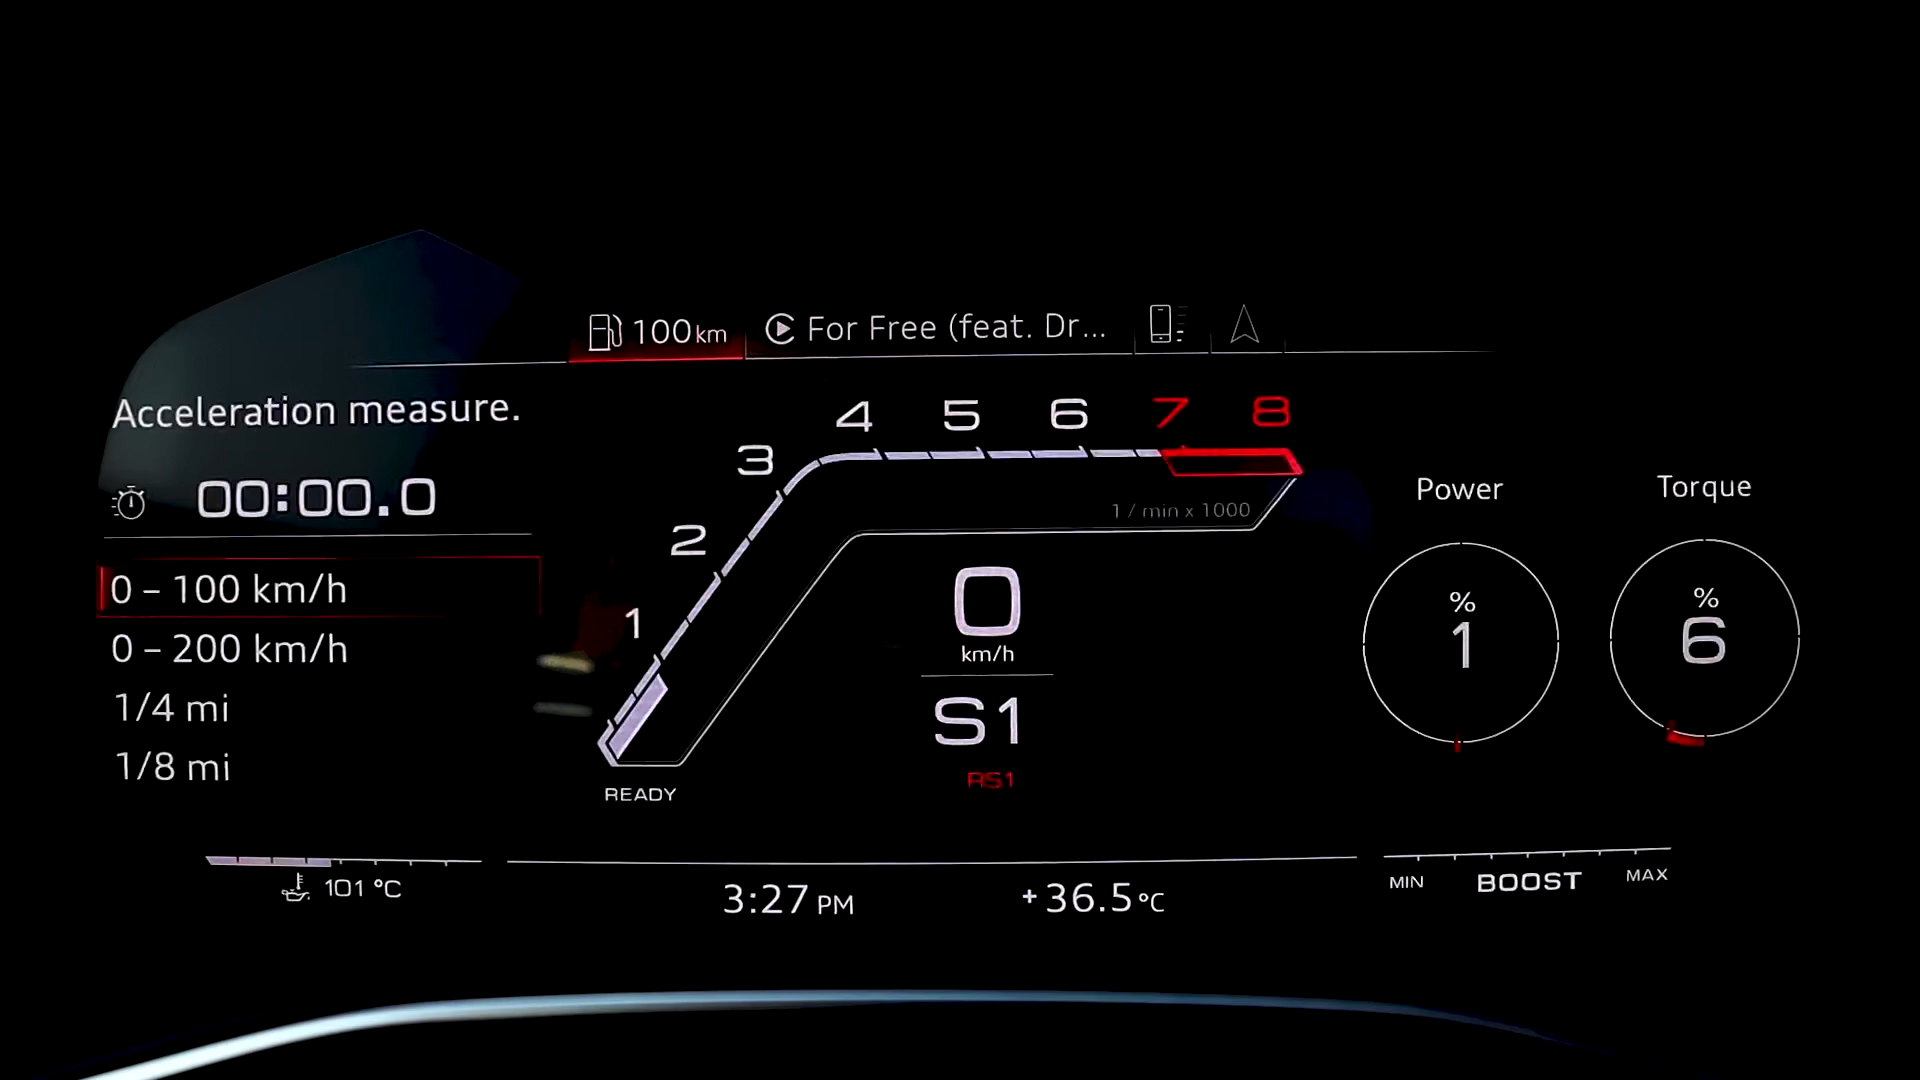 100 km
For Free (feat. Dr...
Acceleration measure.
00:00.0
0 – 100 km/h
0 – 200 km/h
1/4 mi
1/8 mi
1 2 3 4 5 6 7 8
1 / min x 1000
0
km/h
S1
RS1
READY
Power
% 1
Torque
% 6
101 °C
3:27 PM
+36.5 °C
MIN BOOST MAX